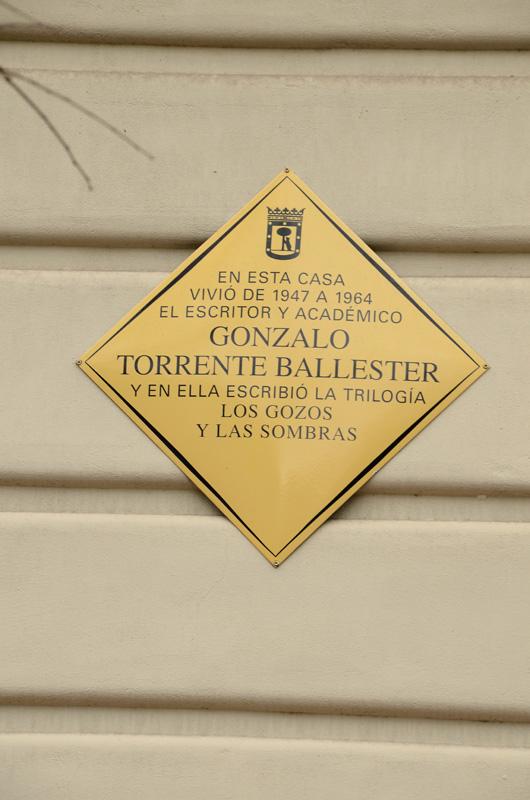 EN ESTA CASA
VIVIÓ DE 1947 A 1964
EL ESCRITOR Y ACADÉMICO
GONZALO
TORRENTE BALLESTER
Y EN ELLA ESCRIBIÓ LA TRILOGÍA
LOS GOZOS
Y LAS SOMBRAS